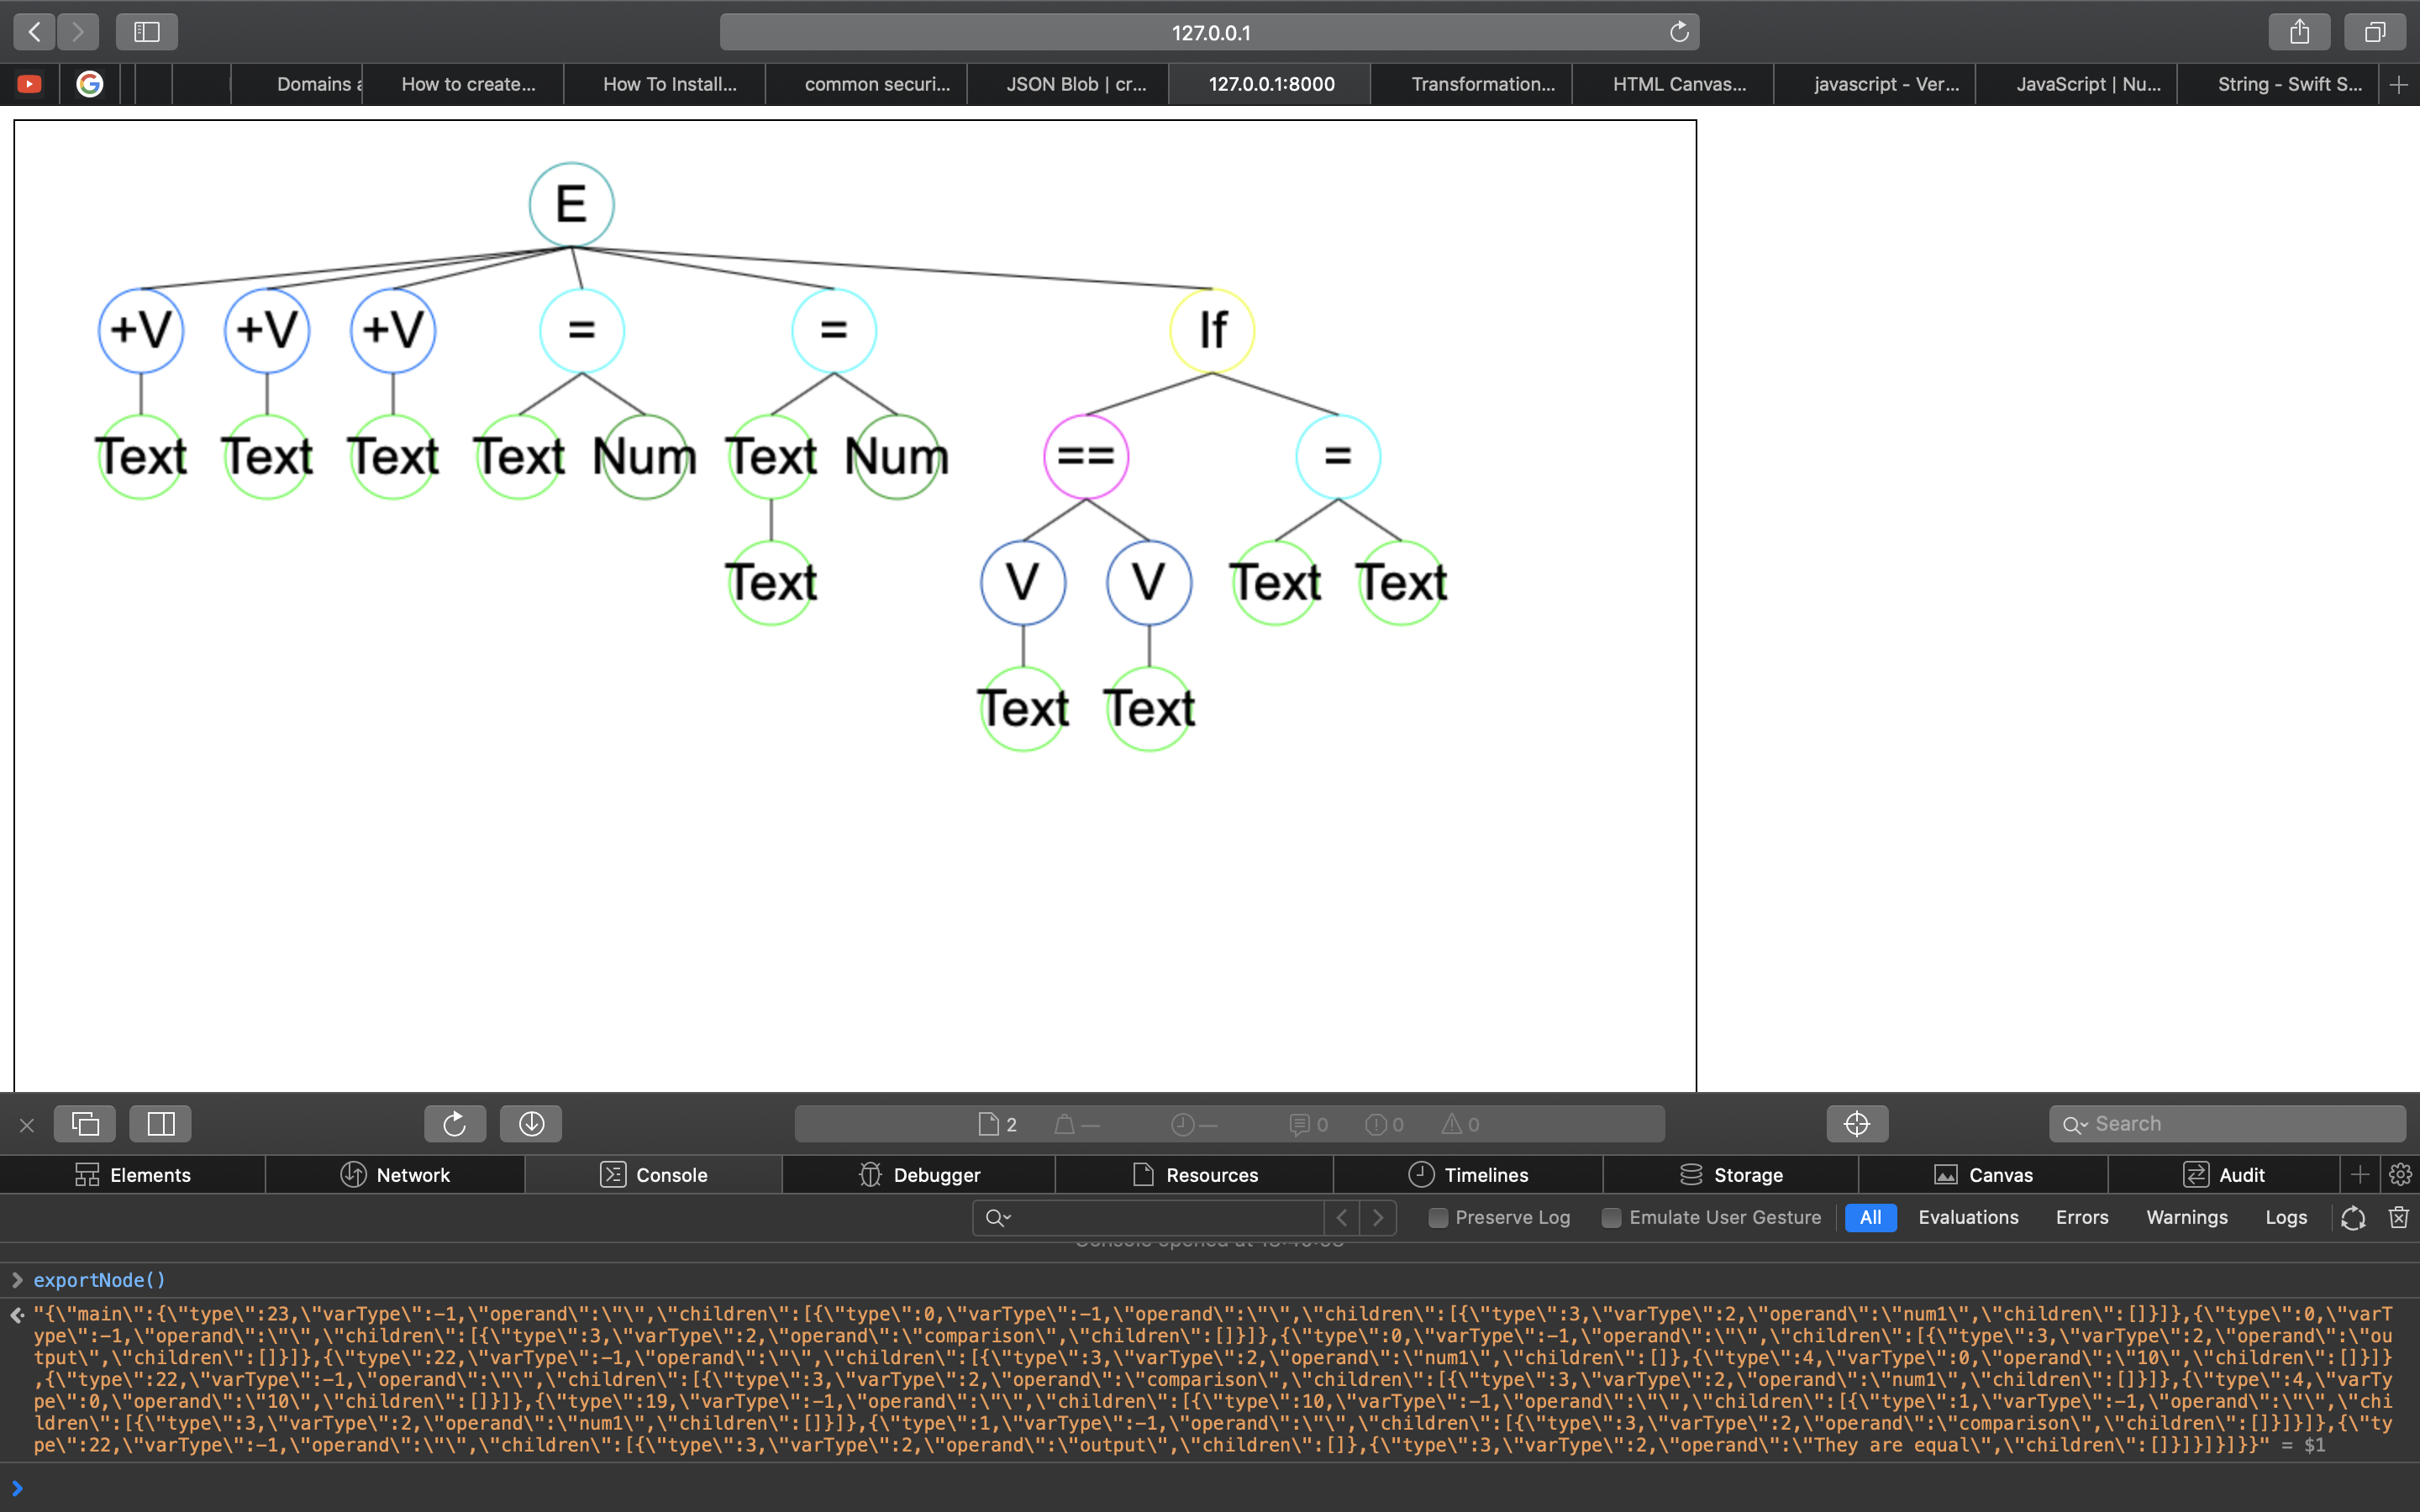 127.0.0.1
Domains a
How to create...
How To Install...
common securi...
JSON Blob | cr...
127.0.0.1:8000
Transformation...
HTML Canvas...
javascript - Ver...
JavaScript | Nu...
String - Swift S...
E
+V +V +V = = If
Text Text Text Text Num Text Num == =
Text V V Text Text
Text Text
2 — — 0 0 0
Search
Elements Network Console Debugger Resources Timelines Storage Canvas Audit
Preserve Log Emulate User Gesture All Evaluations Errors Warnings Logs
exportNode()
"{\"main\":{\"type\":23,\"varType\":-1,\"operand\":\"\",\"children\":[{\"type\":0,\"varType\":-1,\"operand\":\"\",\"children\":[{\"type\":3,\"varType\":2,\"operand\":\"num1\",\"children\":[]}]},{\"type\":0,\"varT
ype\":-1,\"operand\":\"\",\"children\":[{\"type\":3,\"varType\":2,\"operand\":\"comparison\",\"children\":[]}]},{\"type\":0,\"varType\":-1,\"operand\":\"\",\"children\":[{\"type\":3,\"varType\":2,\"operand\":\"ou
tput\",\"children\":[]}]},{\"type\":22,\"varType\":-1,\"operand\":\"\",\"children\":[{\"type\":3,\"varType\":2,\"operand\":\"num1\",\"children\":[]},{\"type\":4,\"varType\":0,\"operand\":\"10\",\"children\":[]}]}
,{\"type\":22,\"varType\":-1,\"operand\":\"\",\"children\":[{\"type\":3,\"varType\":2,\"operand\":\"comparison\",\"children\":[{\"type\":3,\"varType\":2,\"operand\":\"num1\",\"children\":[]}]},{\"type\":4,\"varTy
pe\":0,\"operand\":\"10\",\"children\":[]}]},{\"type\":19,\"varType\":-1,\"operand\":\"\",\"children\":[{\"type\":10,\"varType\":-1,\"operand\":\"\",\"children\":[{\"type\":1,\"varType\":-1,\"operand\":\"\",\"chi
ldren\":[{\"type\":3,\"varType\":2,\"operand\":\"num1\",\"children\":[]}]},{\"type\":1,\"varType\":-1,\"operand\":\"\",\"children\":[{\"type\":3,\"varType\":2,\"operand\":\"comparison\",\"children\":[]}]}]},{\"ty
pe\":22,\"varType\":-1,\"operand\":\"\",\"children\":[{\"type\":3,\"varType\":2,\"operand\":\"output\",\"children\":[]},{\"type\":3,\"varType\":2,\"operand\":\"They are equal\",\"children\":[]}]}]}]}}" = $1